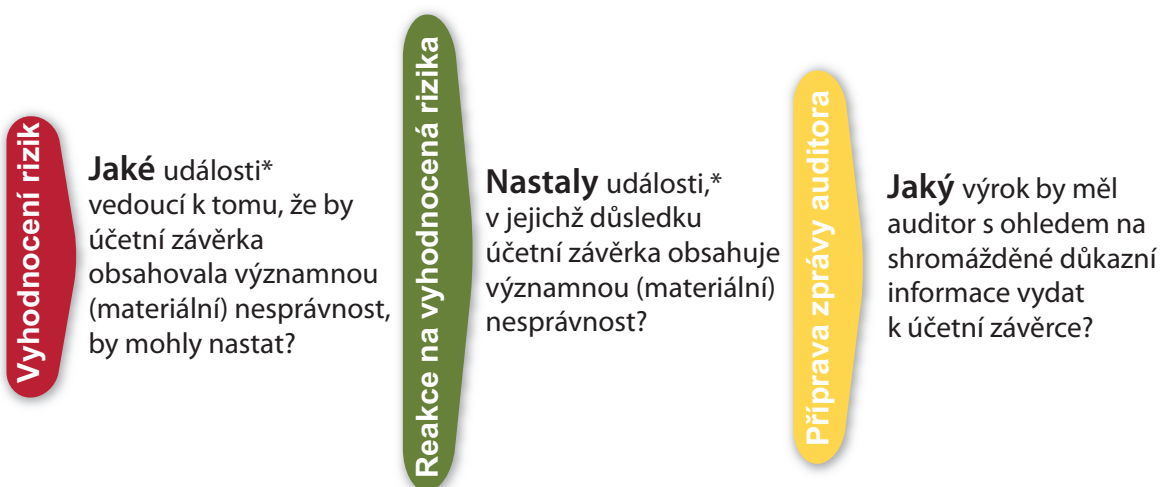 Vyhodnocení rizik
Jaké události*
vedoucí k tomu, že by
účetní závěrka
obsahovala významnou
(materiální) nesprávnost,
by mohly nastat?
Reakce na vyhodnocená rizika
Nastaly události,*
v jejichž důsledku
účetní závěrka obsahuje
významnou (materiální)
nesprávnost?
Příprava zprávy auditora
Jaký výrok by měl
auditor s ohledem na
shromážděné důkazní
informace vydat
k účetní závěrce?